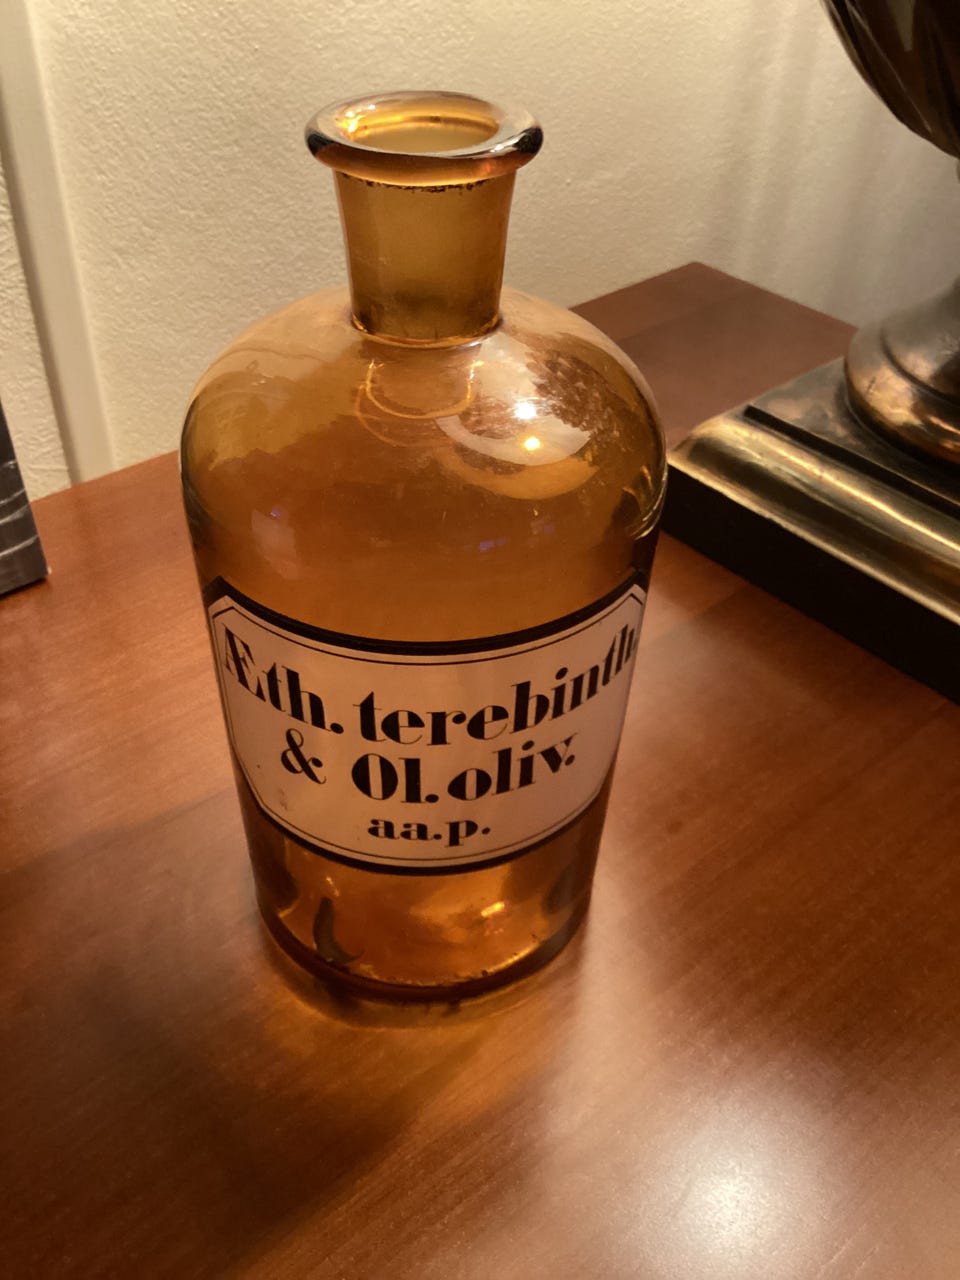 Æth. terebinth.
& Ol. oliv.
aa.p.